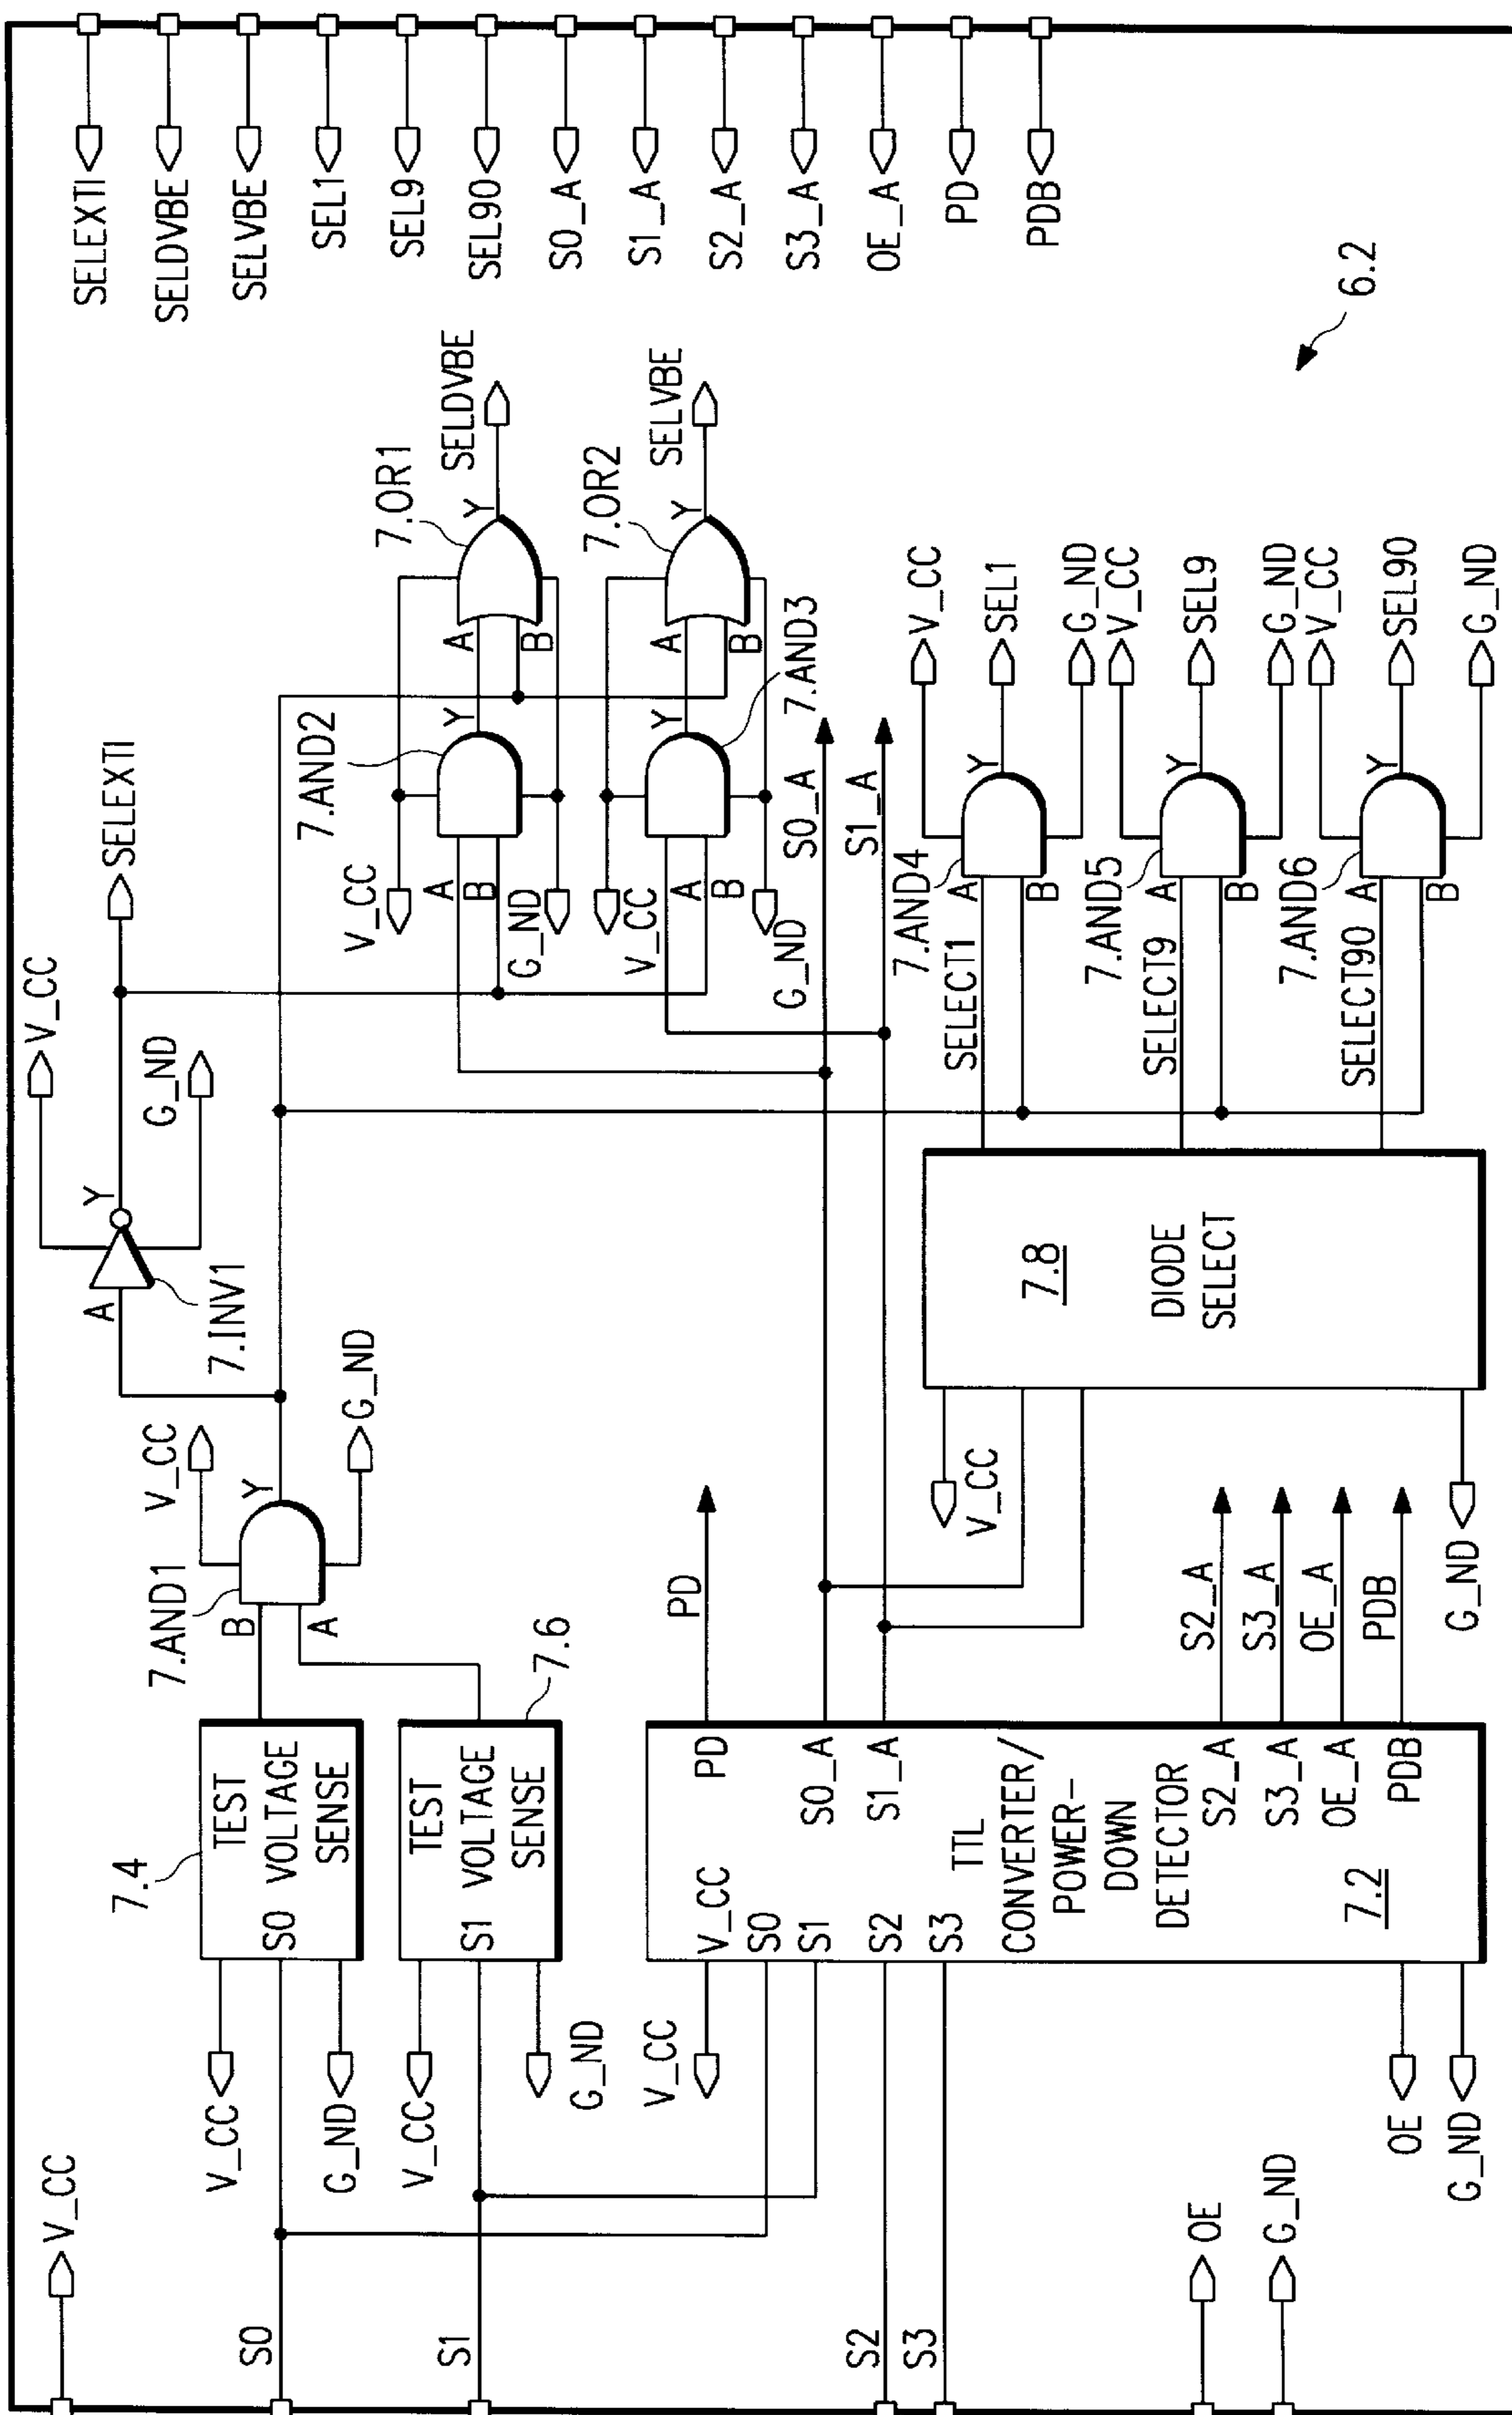 V_CC
S0
S1
S2
S3
OE
G_ND
V_CC
G_ND
V_CC
G_ND
V_CC
OE
G_ND
7.4
TEST
S0 VOLTAGE
SENSE
TEST
S1 VOLTAGE
SENSE
7.6
V_CC
S0
S1
S2
S3
PD
S0_A
S1_A
TTL
CONVERTER/
POWER-
DOWN
DETECTOR
7.2
S2_A
S3_A
OE_A
PDB
PD
S2_A
S3_A
OE_A
PDB
7.AND1
B
A
Y
V_CC
G_ND
A
Y
7.INV1
V_CC
G_ND
SELEXTI
V_CC
G_ND
7.8
DIODE
SELECT
SELECT1
SELECT9
SELECT90
7.AND2
V_CC
A
B
Y
G_ND
7.OR1
A
B
Y
SELDVBE
7.AND3
V_CC
A
B
Y
G_ND
7.OR2
A
B
Y
SELVBE
S0_A
S1_A
7.AND4
A
B
Y
V_CC
SEL1
G_ND
7.AND5
A
B
Y
V_CC
SEL9
G_ND
7.AND6
A
B
Y
V_CC
SEL90
G_ND
SELEXTI
SELDVBE
SELVBE
SEL1
SEL9
SEL90
S0_A
S1_A
S2_A
S3_A
OE_A
PD
PDB
6.2